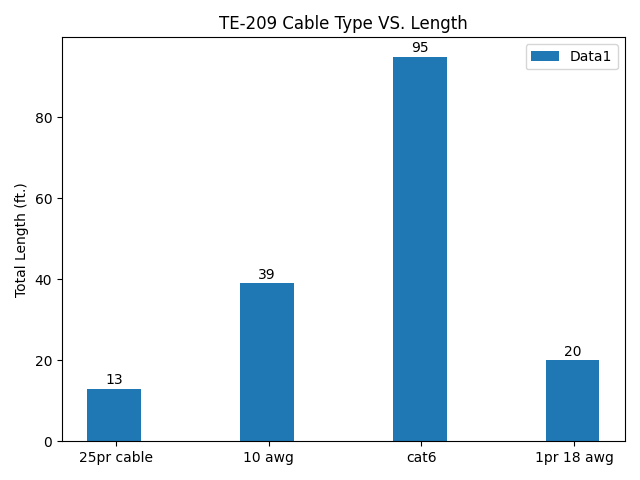 TE-209 Cable Type VS. Length
Data1
Total Length (ft.)
80
60
40
20
0
13
39
95
20
25pr cable
10 awg
cat6
1pr 18 awg